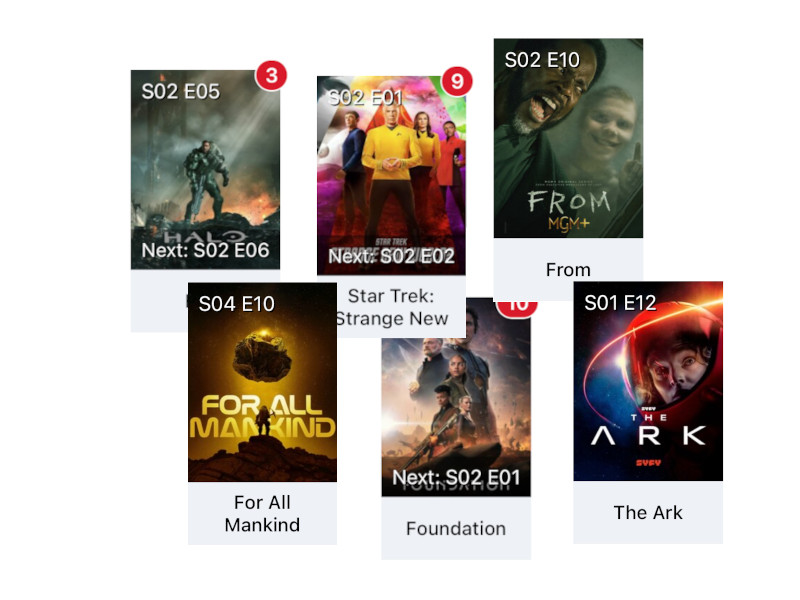 S02 E05
3
HALO
Next: S02 E06
S02 E01
9
STAR TREK
Next: S02 E02
Star Trek:
Strange New
S02 E10
FROM
MGM+
From
S04 E10
FOR ALL
MANKIND
For All
Mankind
10
Next: S02 E01
FOUNDATION
Foundation
S01 E12
SYFY
THE
ARK
SYFY
The Ark